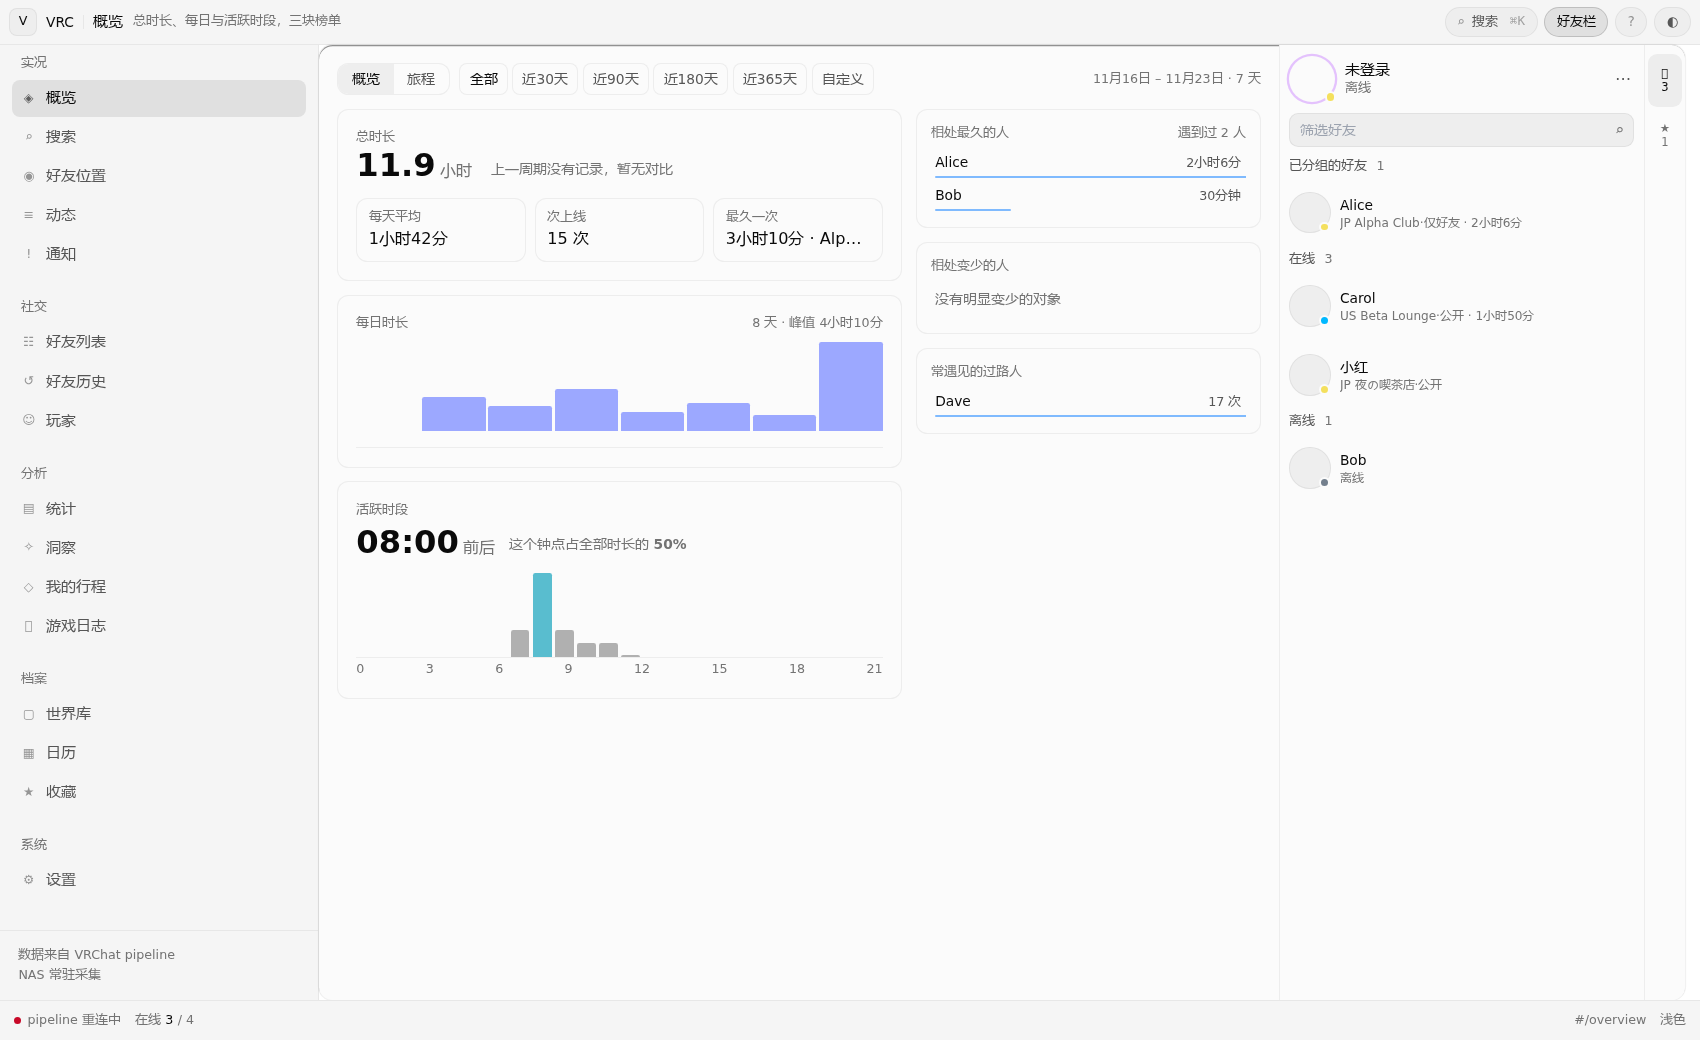 V VRC 概览 总时长、每日与活跃时段，三块榜单
搜索 ⌘K 好友栏 ?
实况
概览
搜索
好友位置
动态
通知
社交
好友列表
好友历史
玩家
分析
统计
洞察
我的行程
游戏日志
档案
世界库
日历
收藏
系统
设置
数据来自 VRChat pipeline
NAS 常驻采集
概览 旅程 全部 近30天 近90天 近180天 近365天 自定义 11月16日 – 11月23日 · 7 天
总时长
11.9 小时 上一周期没有记录，暂无对比
每天平均
1小时42分
次上线
15 次
最久一次
3小时10分 · Alp…
每日时长 8 天 · 峰值 4小时10分
活跃时段
08:00 前后 这个钟点占全部时长的 50%
0 3 6 9 12 15 18 21
相处最久的人 遇到过 2 人
Alice 2小时6分
Bob 30分钟
相处变少的人
没有明显变少的对象
常遇见的过路人
Dave 17 次
未登录
离线
筛选好友
已分组的好友 1
Alice
JP Alpha Club·仅好友 · 2小时6分
在线 3
Carol
US Beta Lounge·公开 · 1小时50分
小红
JP 夜の喫茶店·公开
离线 1
Bob
离线
3
★
1
pipeline 重连中 在线 3 / 4
#/overview 浅色